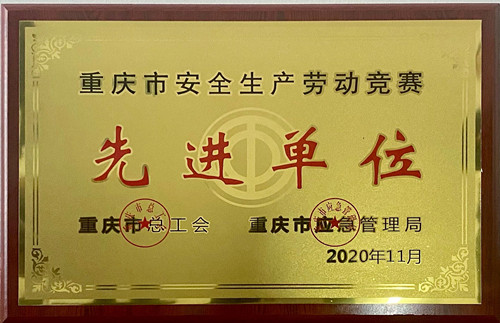 重庆市安全生产劳动竞赛
先进单位
重庆市总工会 重庆市应急管理局
2020年11月